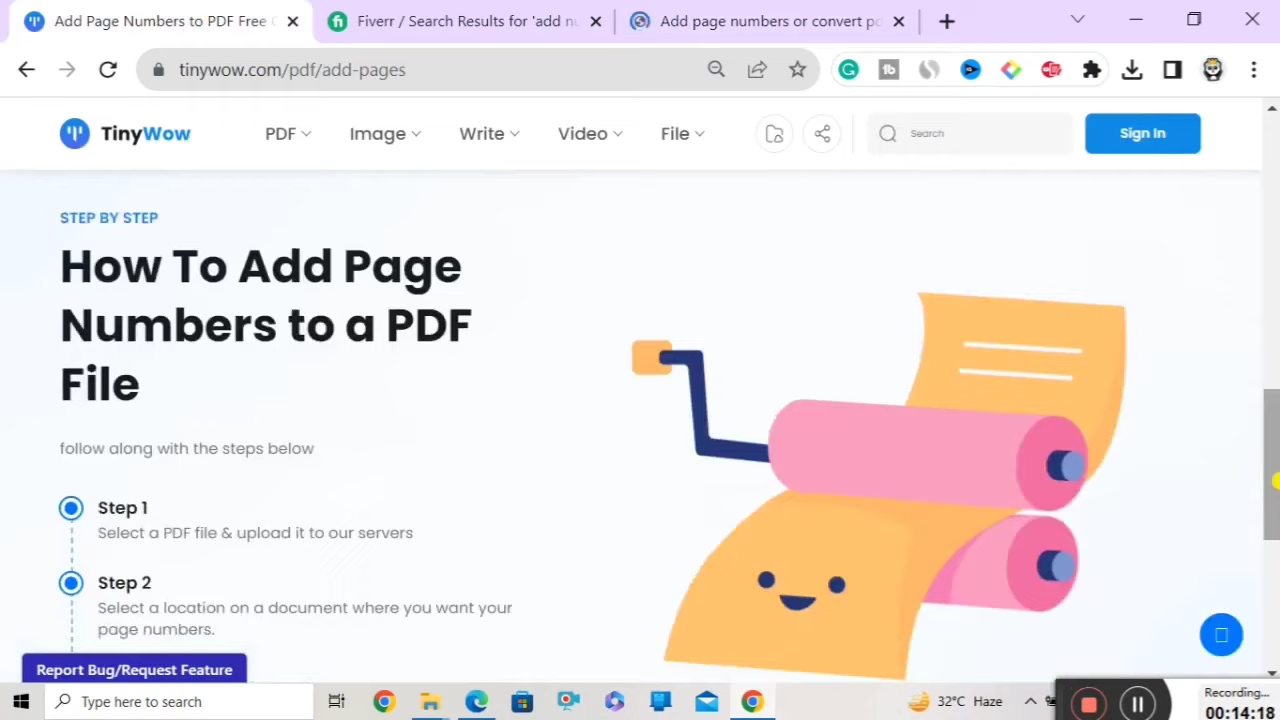 Add Page Numbers to PDF Free
Fiverr / Search Results for 'add nu
Add page numbers or convert pd
tinywow.com/pdf/add-pages
TinyWow
PDF
Image
Write
Video
File
Search
Sign In
STEP BY STEP
How To Add Page
Numbers to a PDF
File
follow along with the steps below
Step 1
Select a PDF file & upload it to our servers
Step 2
Select a location on a document where you want your
page numbers.
Report Bug/Request Feature
Type here to search
32°C Haze
Recording...
00:14:18